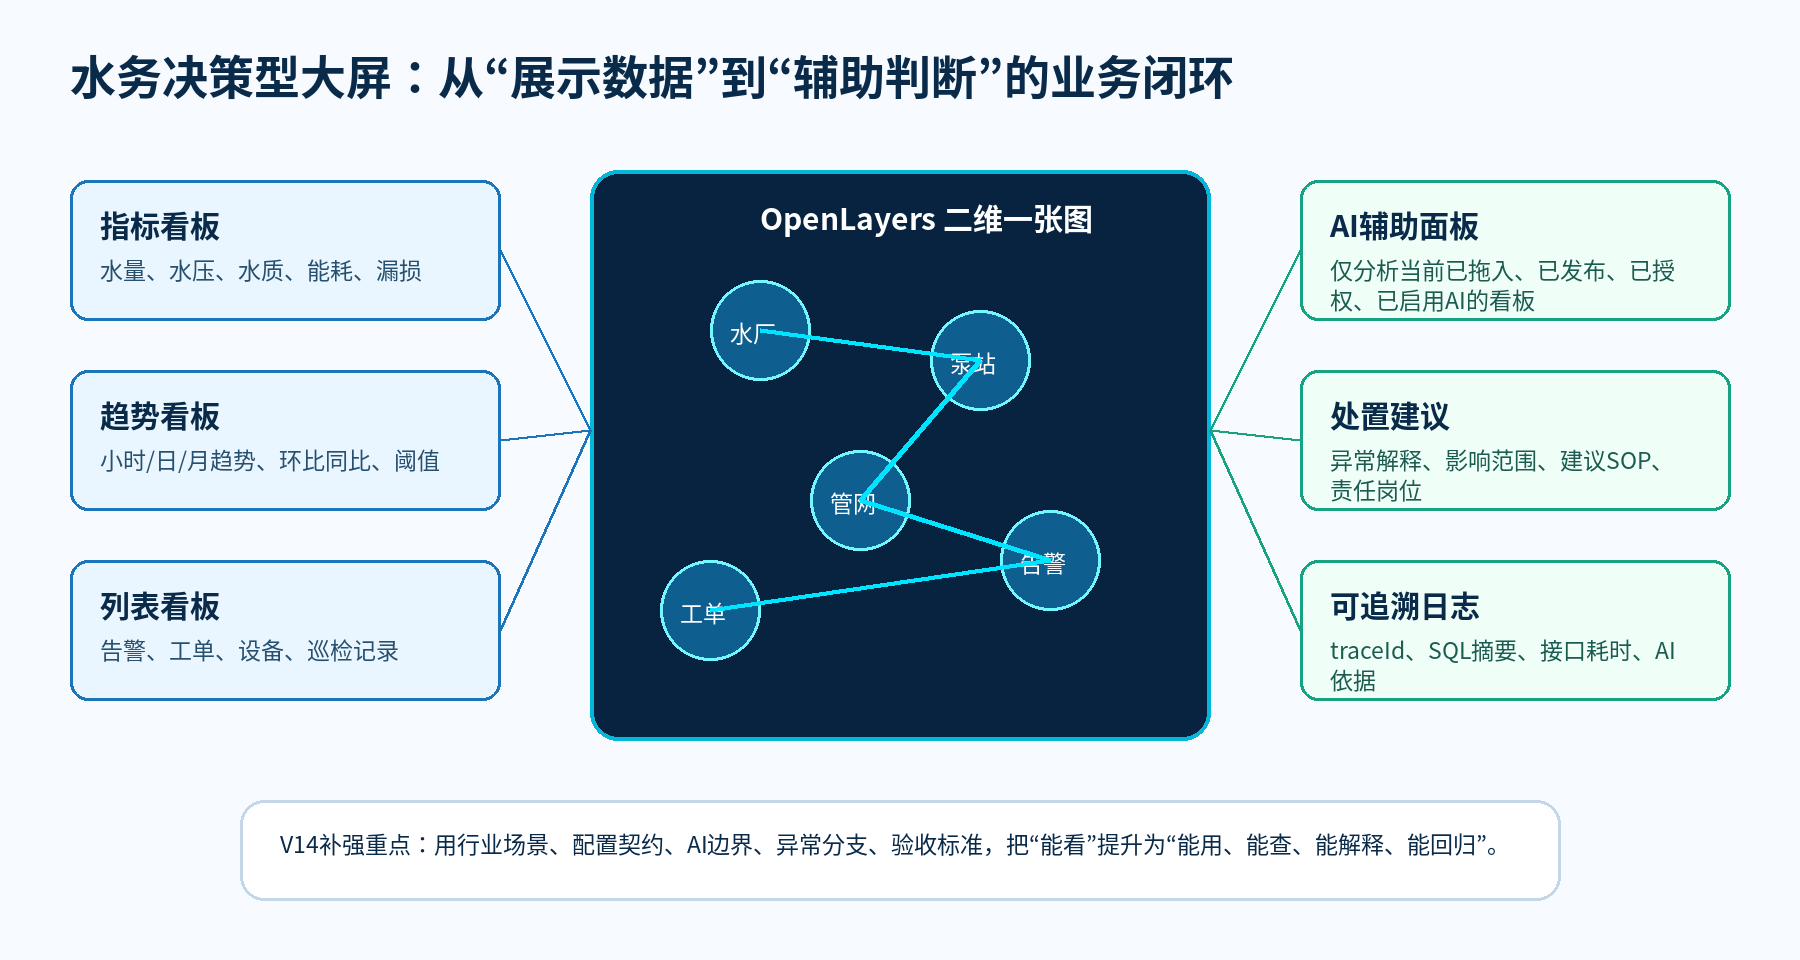 水务决策型大屏：从“展示数据”到“辅助判断”的业务闭环
指标看板
水量、水压、水质、能耗、漏损
趋势看板
小时/日/月趋势、环比同比、阈值
列表看板
告警、工单、设备、巡检记录
OpenLayers 二维一张图
水厂
泵站
管网
告警
工单
AI辅助面板
仅分析当前已拖入、已发布、已授
权、已启用AI的看板
处置建议
异常解释、影响范围、建议SOP、
责任岗位
可追溯日志
traceId、SQL摘要、接口耗时、AI
依据
V14补强重点：用行业场景、配置契约、AI边界、异常分支、验收标准，把“能看”提升为“能用、能查、能解释、能回归”。